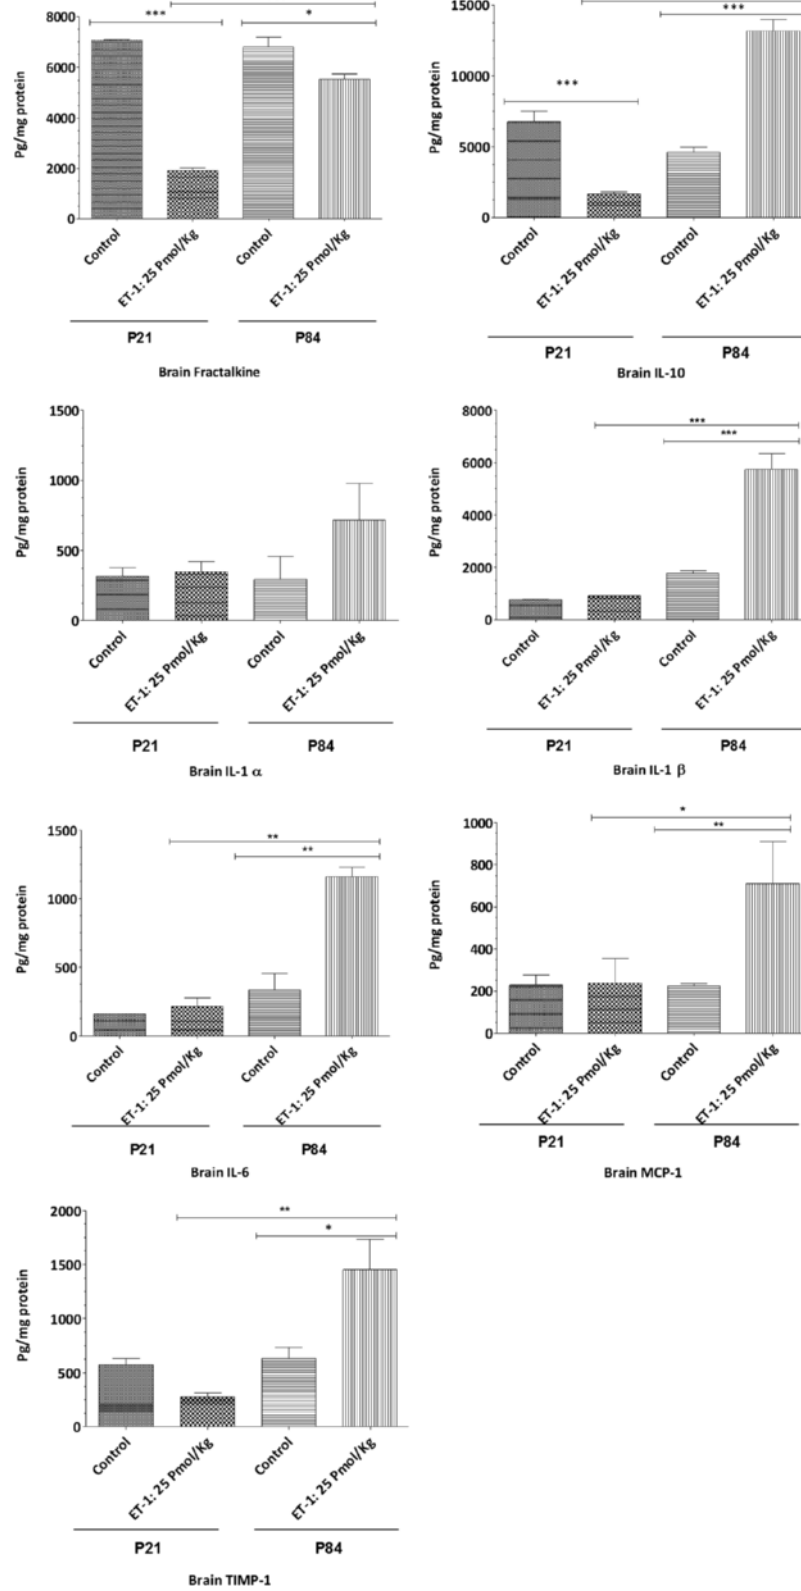 8000
***
*
6000
4000
2000
0
Pg/mg protein
Control
ET-1: 25 Pmol/Kg
Control
ET-1: 25 Pmol/Kg
P21
P84
Brain Fractalkine
15000
***
***
10000
5000
0
Pg/mg protein
Control
ET-1: 25 Pmol/Kg
Control
ET-1: 25 Pmol/Kg
P21
P84
Brain IL-10
1500
1000
500
0
Pg/mg protein
Control
ET-1: 25 Pmol/Kg
Control
ET-1: 25 Pmol/Kg
P21
P84
Brain IL-1 α
8000
***
***
6000
4000
2000
0
Pg/mg protein
Control
ET-1: 25 Pmol/Kg
Control
ET-1: 25 Pmol/Kg
P21
P84
Brain IL-1 β
1500
**
**
1000
500
0
Pg/mg protein
Control
ET-1: 25 Pmol/Kg
Control
ET-1: 25 Pmol/Kg
P21
P84
Brain IL-6
1000
*
**
800
600
400
200
0
Pg/mg protein
Control
ET-1: 25 Pmol/Kg
Control
ET-1: 25 Pmol/Kg
P21
P84
Brain MCP-1
2000
**
*
1500
1000
500
0
Pg/mg protein
Control
ET-1: 25 Pmol/Kg
Control
ET-1: 25 Pmol/Kg
P21
P84
Brain TIMP-1